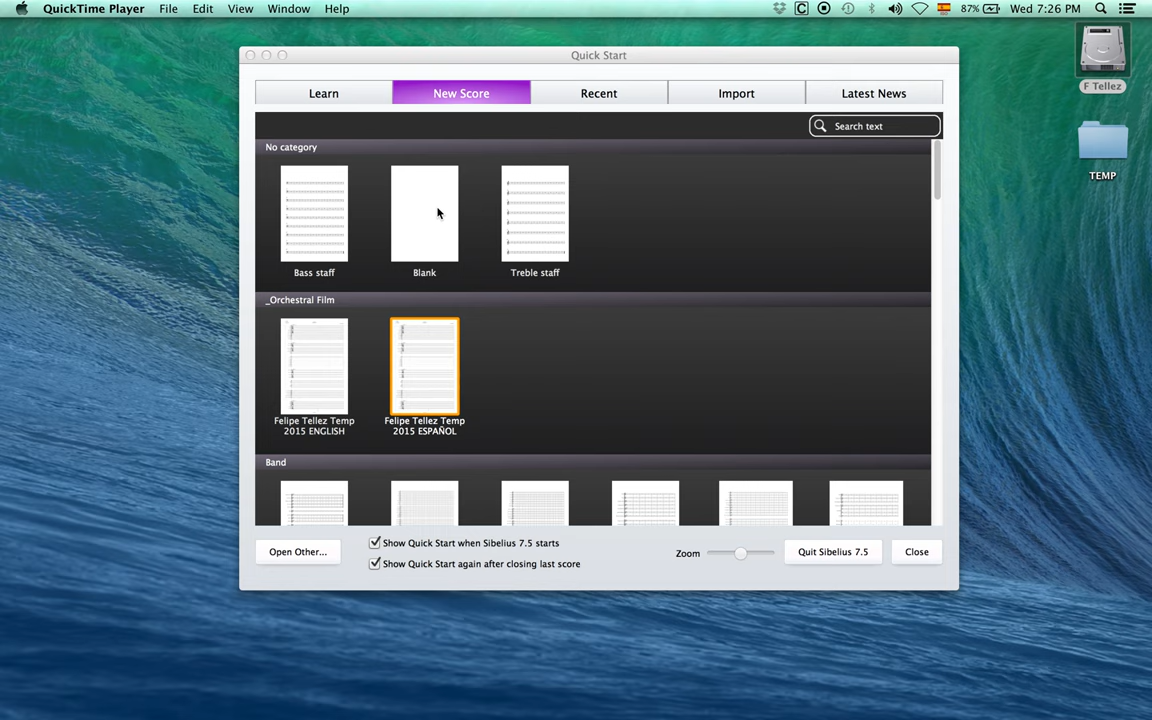 QuickTime Player File Edit View Window Help 87% Wed 7:26 PM
Quick Start
F Tellez
TEMP
Learn New Score Recent Import Latest News
Search text
No category
Bass staff Blank Treble staff
_Orchestral Film
Felipe Tellez Temp
2015 ENGLISH
Felipe Tellez Temp
2015 ESPAÑOL
Band
Open Other...
Show Quick Start when Sibelius 7.5 starts
Show Quick Start again after closing last score
Zoom
Quit Sibelius 7.5
Close